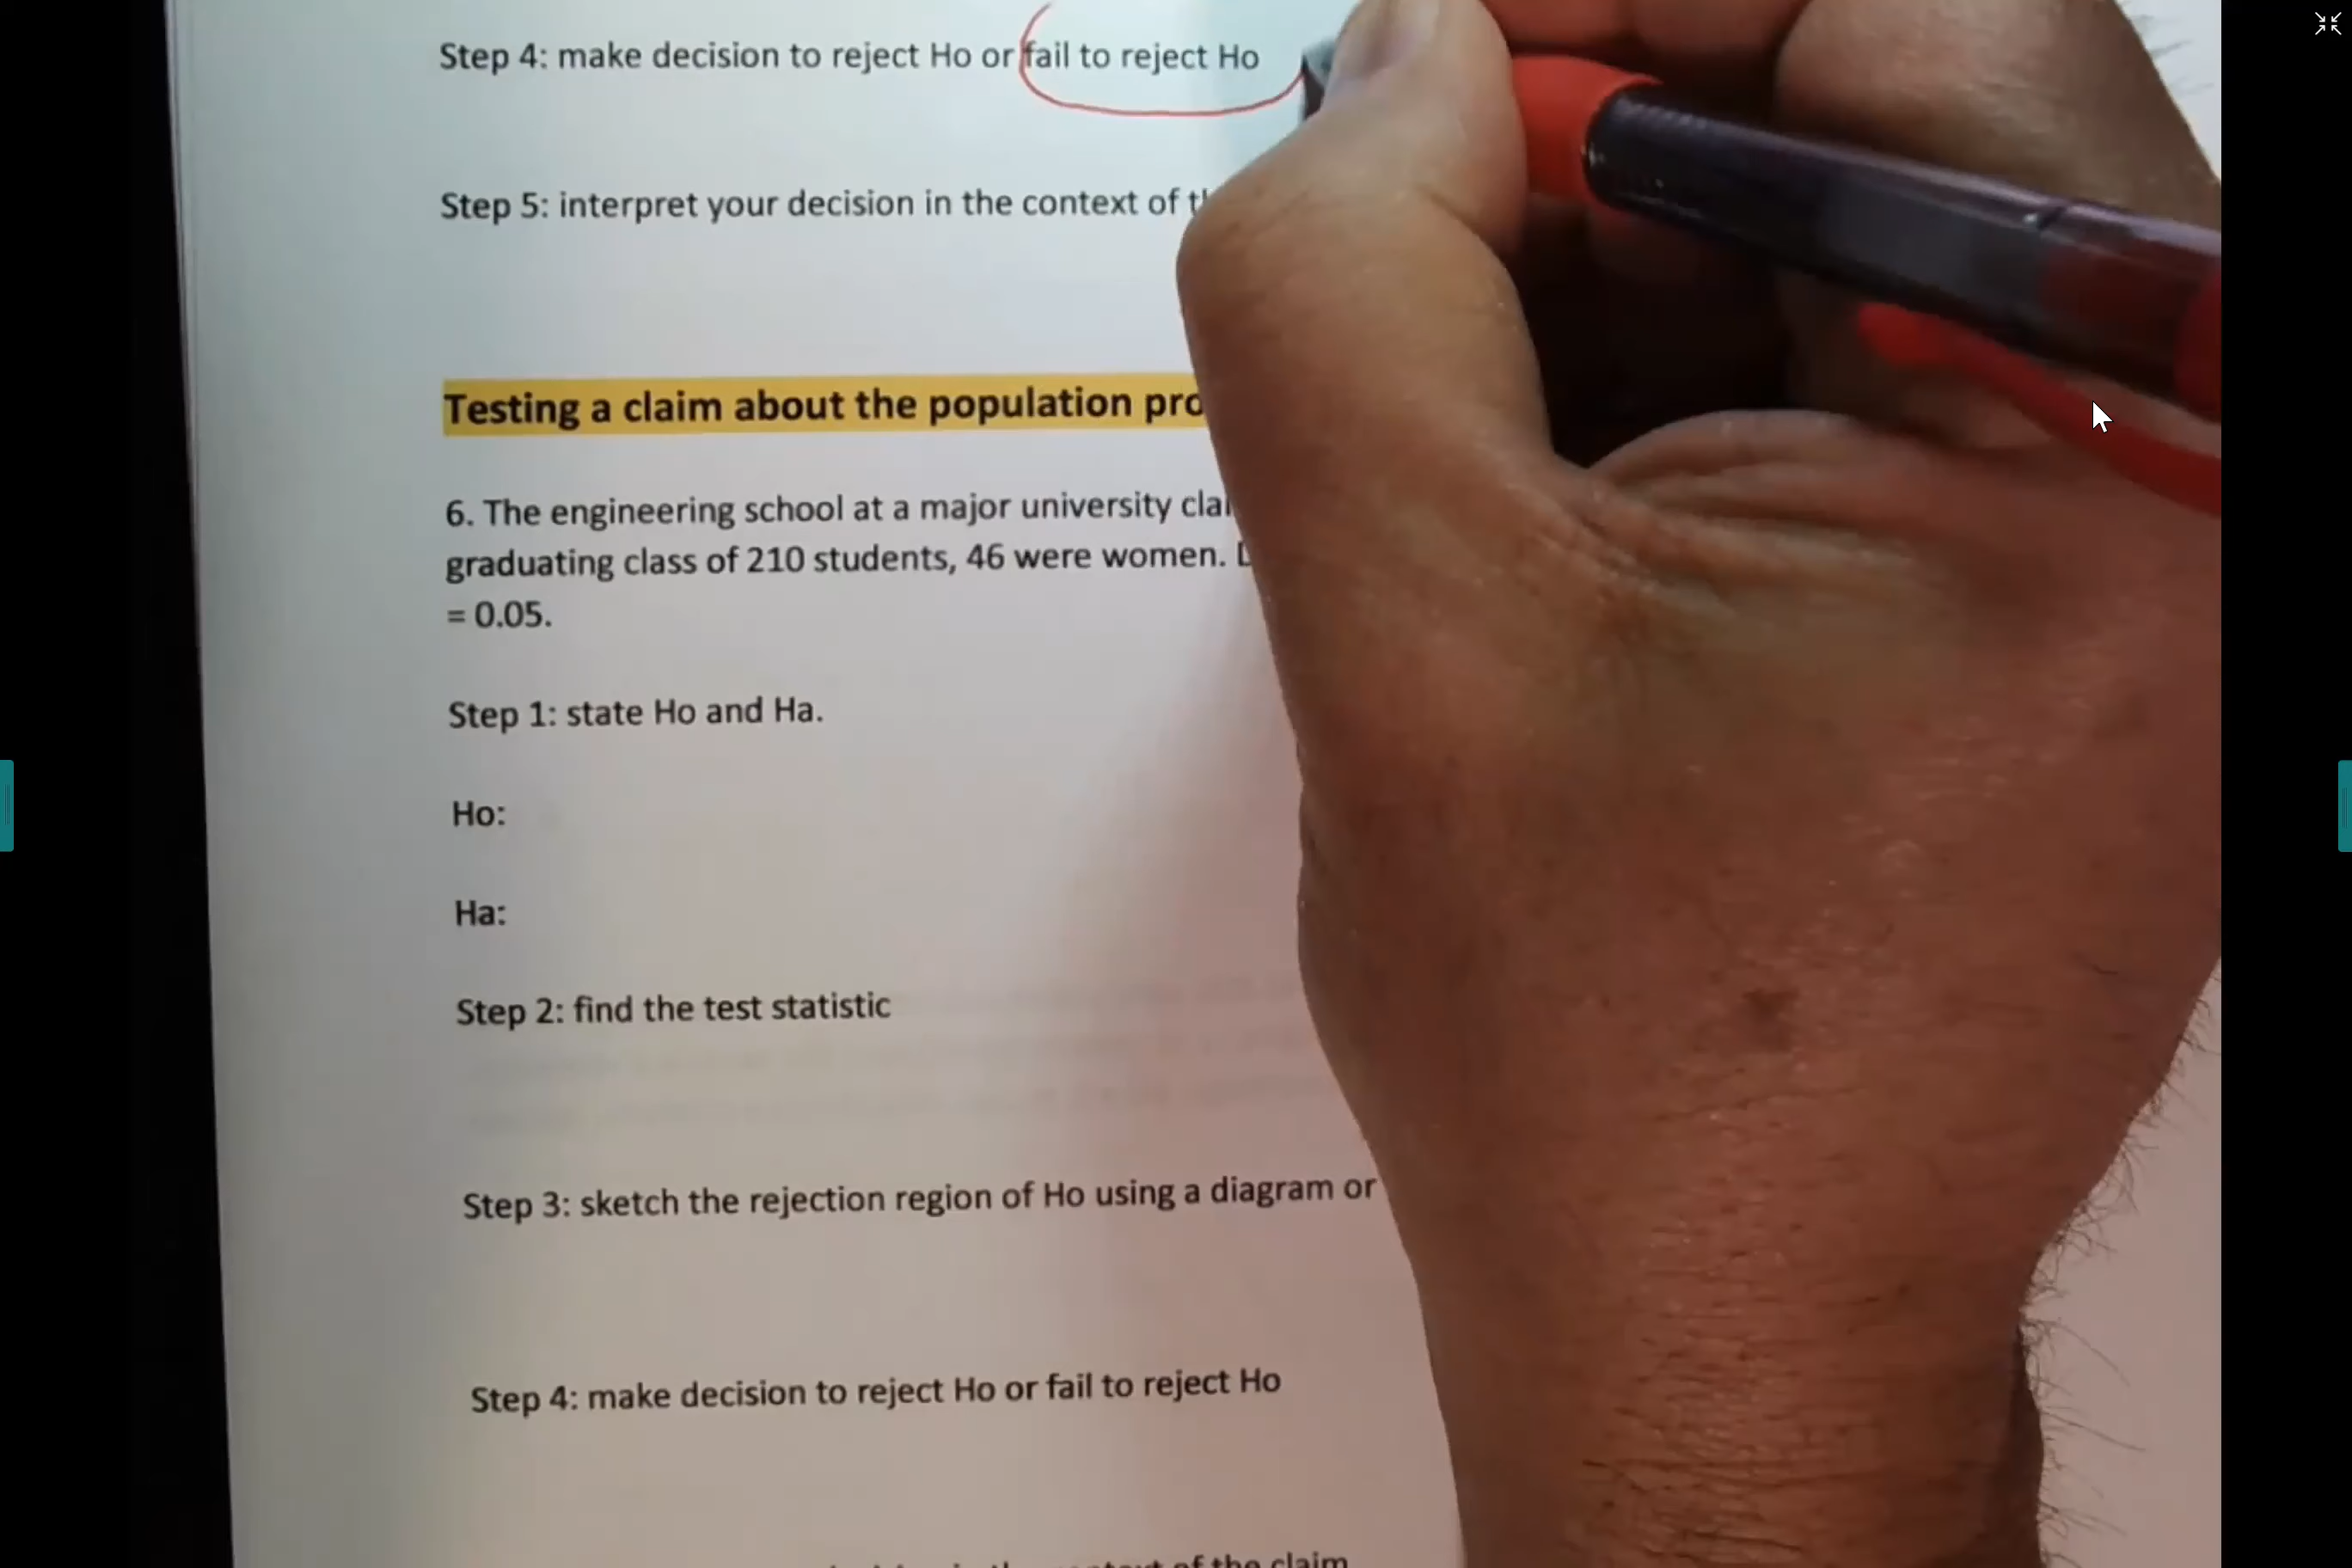 Step 4: make decision to reject Ho or fail to reject Ho
Step 5: interpret your decision in the context of
Testing a claim about the population
6. The engineering school at a major university
graduating class of 210 students, 46 were women.
= 0.05.
Step 1: state Ho and Ha.
Ho:
Ha:
Step 2: find the test statistic
Step 3: sketch the rejection region of Ho using a diagram or
Step 4: make decision to reject Ho or fail to reject Ho
of the claim